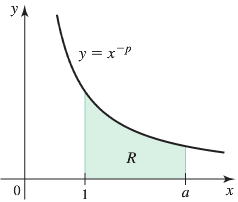 y
y = x⁻ᵖ
R
0 1 a x